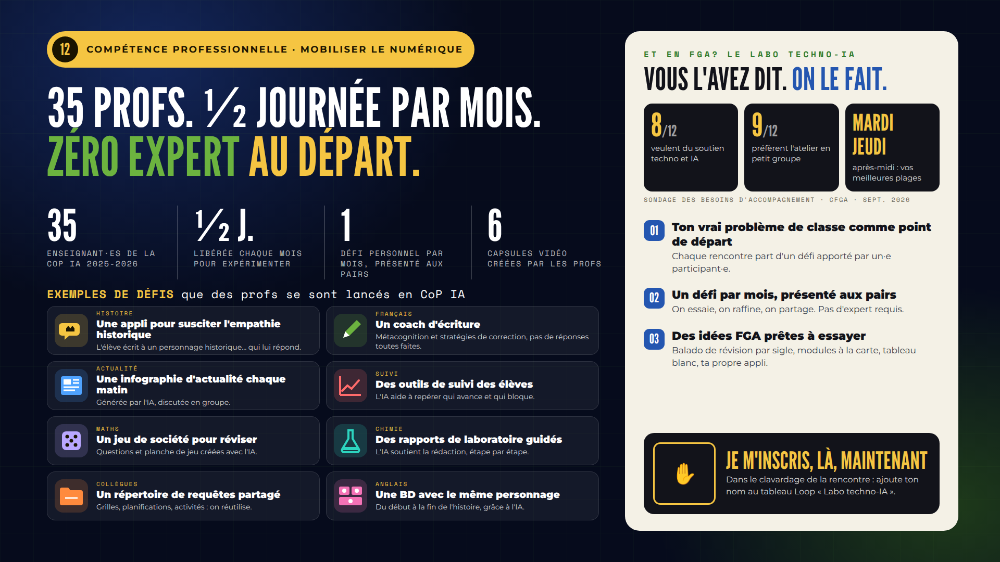 12 COMPÉTENCE PROFESSIONNELLE · MOBILISER LE NUMÉRIQUE
35 PROFS. ½ JOURNÉE PAR MOIS.
ZÉRO EXPERT AU DÉPART.
35
ENSEIGNANT·ES DE LA
COP IA 2025-2026
½ J.
LIBÉRÉE CHAQUE MOIS
POUR EXPÉRIMENTER
1
DÉFI PERSONNEL PAR
MOIS, PRÉSENTÉ AUX
PAIRS
6
CAPSULES VIDÉO
CRÉÉES PAR LES PROFS
EXEMPLES DE DÉFIS que des profs se sont lancés en CoP IA
HISTOIRE
Une appli pour susciter l'empathie
historique
L'élève écrit à un personnage historique... qui lui répond.
FRANÇAIS
Un coach d'écriture
Métacognition et stratégies de correction, pas de réponses
toutes faites.
ACTUALITÉ
Une infographie d'actualité chaque
matin
Générée par l'IA, discutée en groupe.
SUIVI
Des outils de suivi des élèves
L'IA aide à repérer qui avance et qui bloque.
MATHS
Un jeu de société pour réviser
Questions et planche de jeu créées avec l'IA.
CHIMIE
Des rapports de laboratoire guidés
L'IA soutient la rédaction, étape par étape.
COLLÈGUES
Un répertoire de requêtes partagé
Grilles, planifications, activités : on réutilise.
ANGLAIS
Une BD avec le même personnage
Du début à la fin de l'histoire, grâce à l'IA.
ET EN FGA? LE LABO TECHNO-IA
VOUS L'AVEZ DIT. ON LE FAIT.
8/12
veulent du soutien
techno et IA
9/12
préfèrent l'atelier en
petit groupe
MARDI
JEUDI
après-midi : vos
meilleures plages
SONDAGE DES BESOINS D'ACCOMPAGNEMENT · CFGA · SEPT. 2026
01
Ton vrai problème de classe comme point
de départ
Chaque rencontre part d'un défi apporté par un·e
participant·e.
02
Un défi par mois, présenté aux pairs
On essaie, on raffine, on partage. Pas d'expert requis.
03
Des idées FGA prêtes à essayer
Balado de révision par sigle, modules à la carte, tableau
blanc, ta propre appli.
JE M'INSCRIS, LÀ, MAINTENANT
Dans le clavardage de la rencontre : ajoute ton
nom au tableau Loop « Labo techno-IA ».